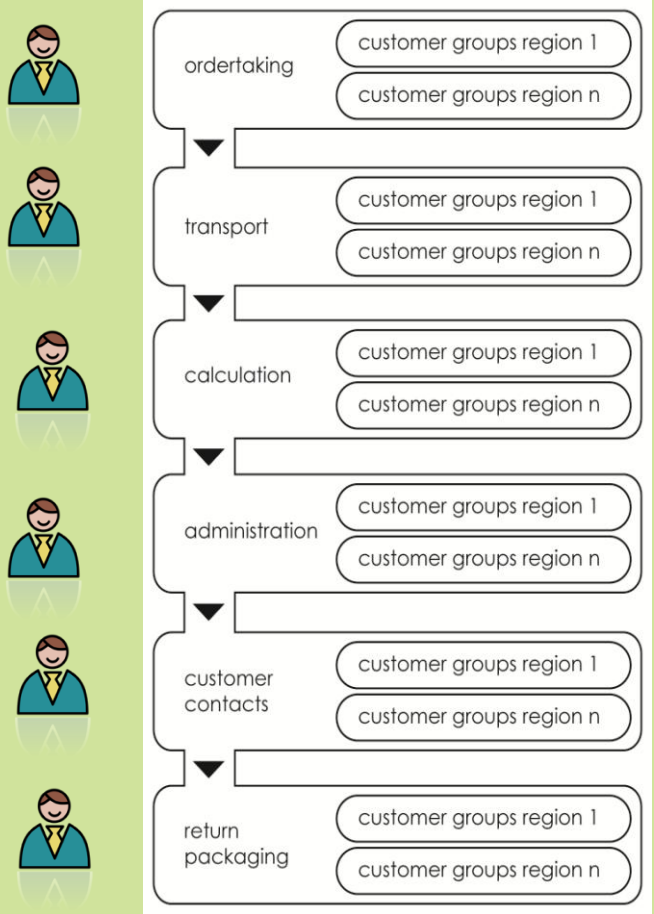 ordertaking
customer groups region 1
customer groups region n
transport
customer groups region 1
customer groups region n
calculation
customer groups region 1
customer groups region n
administration
customer groups region 1
customer groups region n
customer
contacts
customer groups region 1
customer groups region n
return
packaging
customer groups region 1
customer groups region n